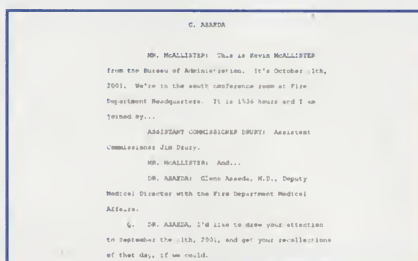 G. ASAEDA
MR. McALLISTER: This is Kevin McALLISTER
from the Bureau of Administration. It's October 11th,
2001. We're in the south conference room at Fire
Department Headquarters. It is 1536 hours and I am
joined by...
ASSISTANT COMMISSIONER DRURY: Assistant
Commissioner Jim Drury.
MR. McALLISTER: And...
DR. ASAEDA: Glenn Asaeda, M.D., Deputy
Medical Director with the Fire Department Medical
Affairs.
Q. DR. ASAEDA, I'd like to draw your attention
to September the 11th, 2001, and get your recollections
of that day, if we could.